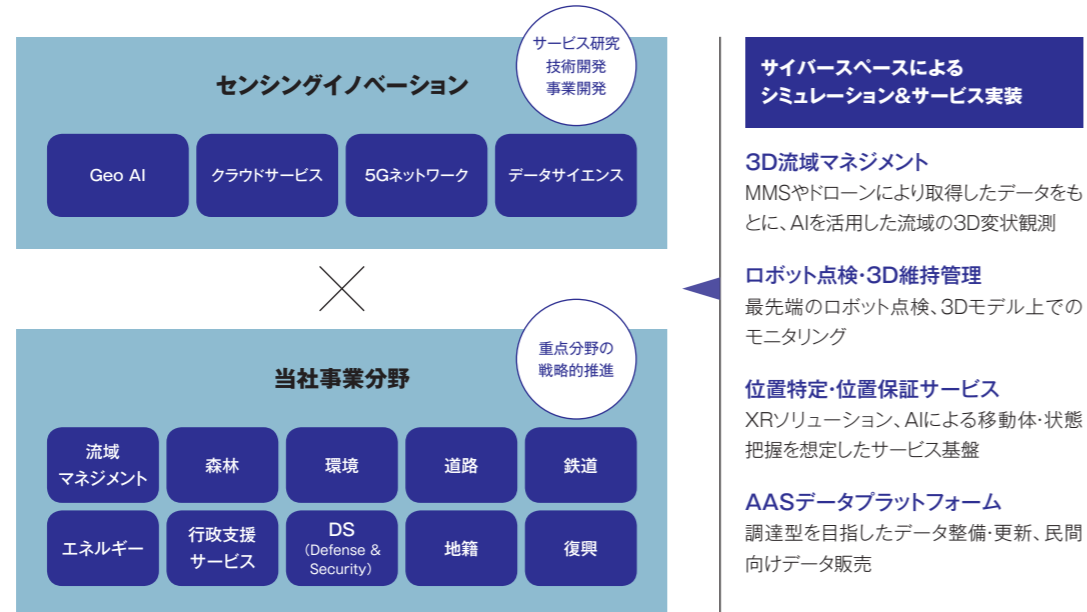 サービス研究
技術開発
事業開発
センシングイノベーション
Geo AI
クラウドサービス
5Gネットワーク
データサイエンス
重点分野の
戦略的推進
当社事業分野
流域
マネジメント
森林
環境
道路
鉄道
エネルギー
行政支援
サービス
DS
(Defense &
Security)
地籍
復興
サイバースペースによる
シミュレーション&サービス実装
3D流域マネジメント
MMSやドローンにより取得したデータをも
とに、AIを活用した流域の3D変状観測
ロボット点検・3D維持管理
最先端のロボット点検、3Dモデル上での
モニタリング
位置特定・位置保証サービス
XRソリューション、AIによる移動体・状態
把握を想定したサービス基盤
AASデータプラットフォーム
調達型を目指したデータ整備・更新、民間
向けデータ販売